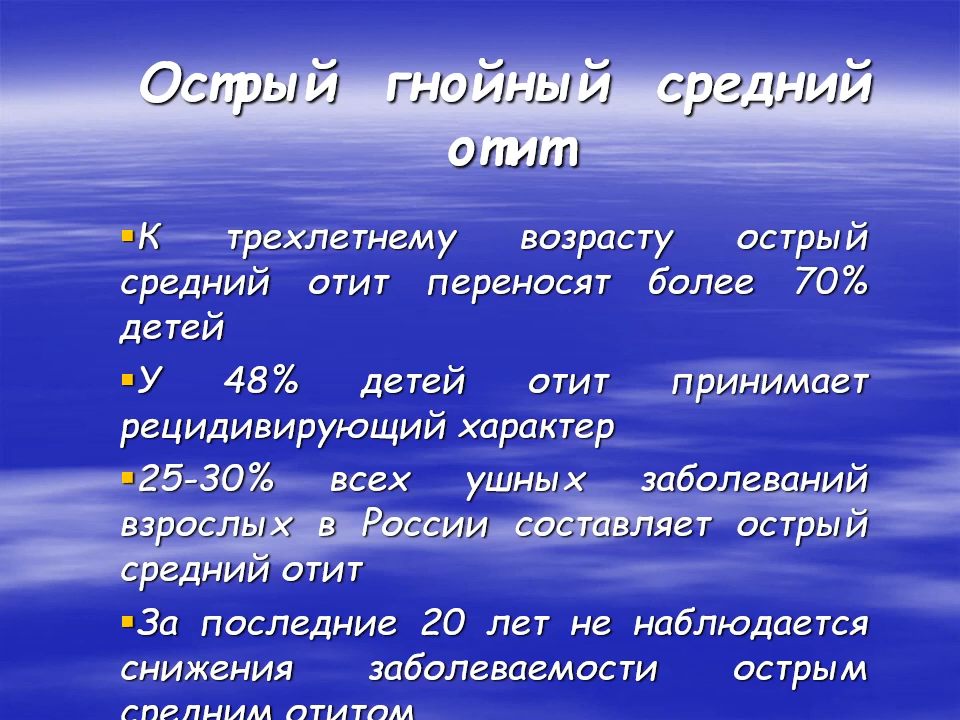 Острый гнойный средний
отит
▪К трехлетнему возрасту острый
средний отит переносят более 70%
детей
▪У 48% детей отит принимает
рецидивирующий характер
▪25-30% всех ушных заболеваний
взрослых в России составляет острый
средний отит
▪За последние 20 лет не наблюдается
снижения заболеваемости острым
средним отитом